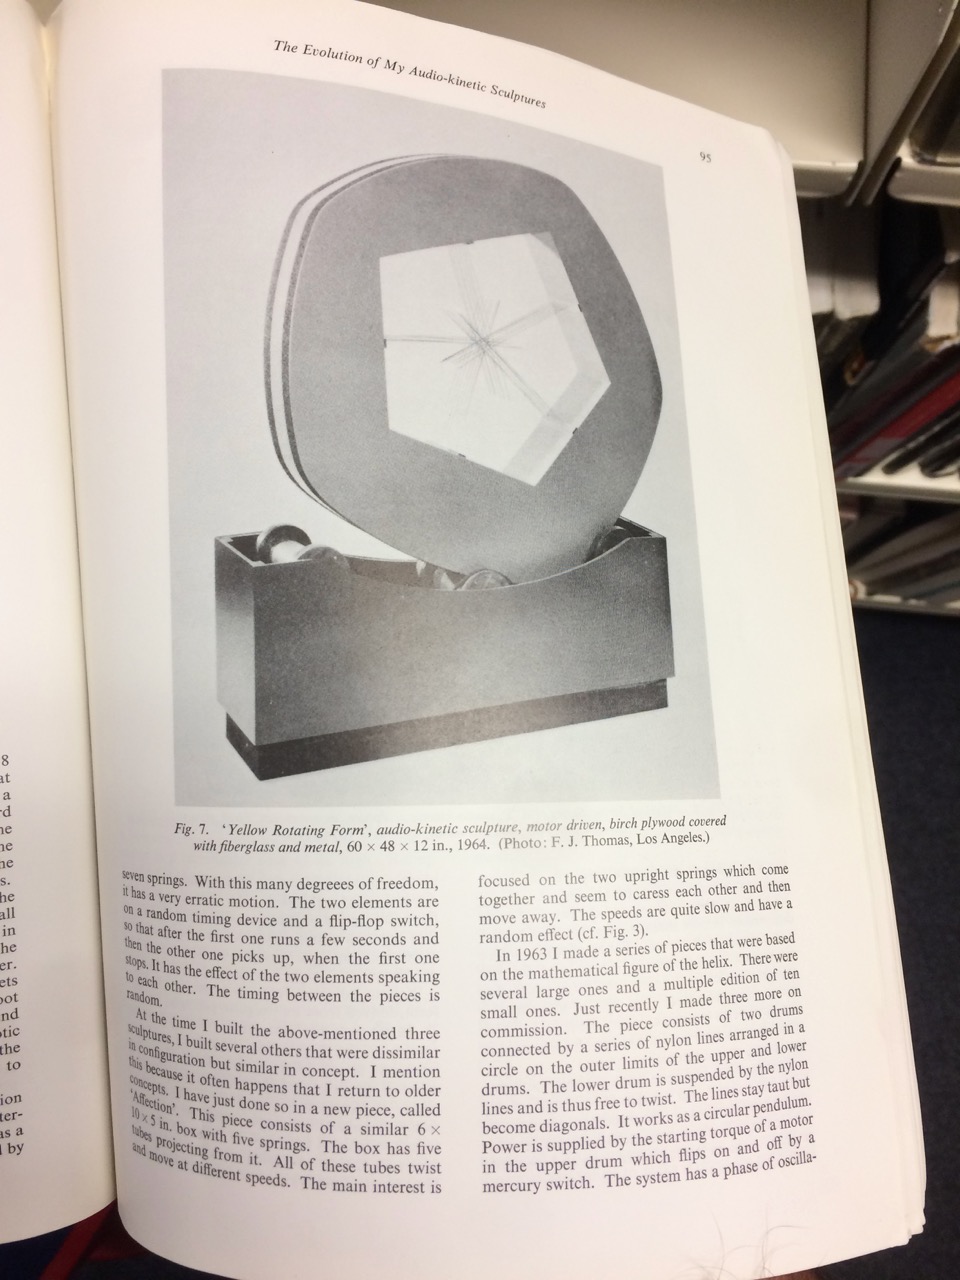 The Evolution of My Audio-kinetic Sculptures
95
Fig. 7. ‘Yellow Rotating Form’, audio-kinetic sculpture, motor driven, birch plywood covered
with fiberglass and metal, 60 × 48 × 12 in., 1964. (Photo: F. J. Thomas, Los Angeles.)
seven springs. With this many degreees of freedom,
it has a very erratic motion. The two elements are
on a random timing device and a flip-flop switch,
so that after the first one runs a few seconds and
then the other one picks up, when the first one
stops. It has the effect of the two elements speaking
to each other. The timing between the pieces is
random.
At the time I built the above-mentioned three
sculptures, I built several others that were dissimilar
in configuration but similar in concept. I mention
this because it often happens that I return to older
concepts. I have just done so in a new piece, called
‘Affection’. This piece consists of a similar 6 ×
10 × 5 in. box with five springs. The box has five
tubes projecting from it. All of these tubes twist
and move at different speeds. The main interest is
focused on the two upright springs which come
together and seem to caress each other and then
move away. The speeds are quite slow and have a
random effect (cf. Fig. 3).
In 1963 I made a series of pieces that were based
on the mathematical figure of the helix. There were
several large ones and a multiple edition of ten
small ones. Just recently I made three more on
commission. The piece consists of two drums
connected by a series of nylon lines arranged in a
circle on the outer limits of the upper and lower
drums. The lower drum is suspended by the nylon
lines and is thus free to twist. The lines stay taut but
become diagonals. It works as a circular pendulum.
Power is supplied by the starting torque of a motor
in the upper drum which flips on and off by a
mercury switch. The system has a phase of oscilla-